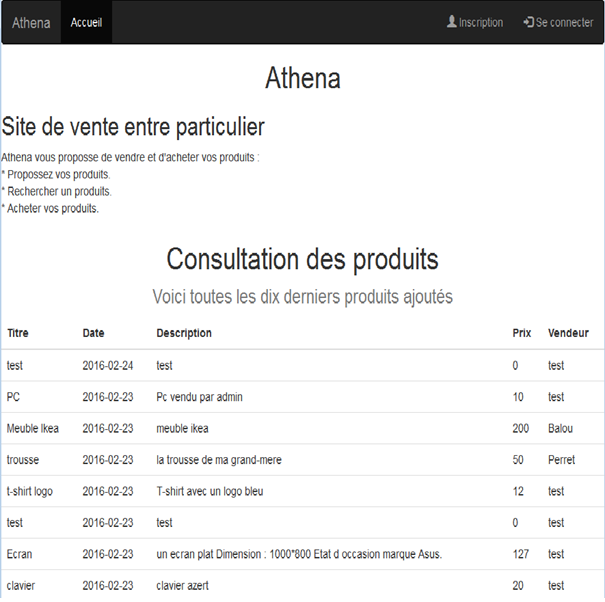 Athena Accueil Inscription Se connecter
Athena
Site de vente entre particulier
Athena vous proposse de vendre et d'acheter vos produits :
* Propossez vos produits.
* Rechercher un produits.
* Acheter vos produits.
Consultation des produits
Voici toutes les dix derniers produits ajoutés
Titre Date Description Prix Vendeur
test 2016-02-24 test 0 test
PC 2016-02-23 Pc vendu par admin 10 test
Meuble Ikea 2016-02-23 meuble ikea 200 Balou
trousse 2016-02-23 la trousse de ma grand-mere 50 Perret
t-shirt logo 2016-02-23 T-shirt avec un logo bleu 12 test
test 2016-02-23 test 0 test
Ecran 2016-02-23 un ecran plat Dimension : 1000*800 Etat d occasion marque Asus. 127 test
clavier 2016-02-23 clavier azert 20 test